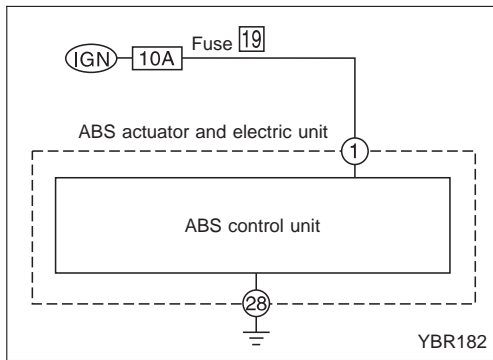 IGN 10A Fuse 19
ABS actuator and electric unit
1
ABS control unit
28
YBR182